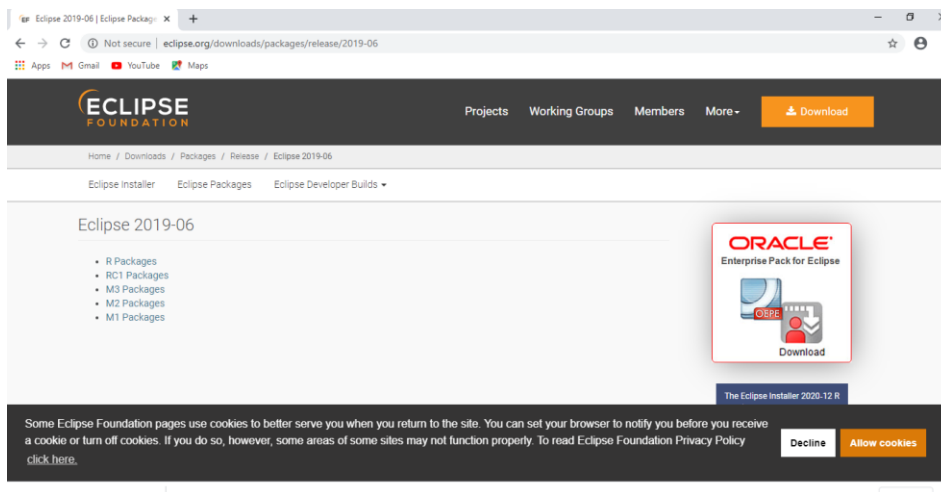 Eclipse 2019-06 | Eclipse Packag
Not secure | eclipse.org/downloads/packages/release/2019-06
Apps Gmail YouTube Maps
ECLIPSE
FOUNDATION
Projects Working Groups Members More Download
Home / Downloads / Packages / Release / Eclipse 2019-06
Eclipse Installer Eclipse Packages Eclipse Developer Builds
Eclipse 2019-06
R Packages
RC1 Packages
M3 Packages
M2 Packages
M1 Packages
ORACLE
Enterprise Pack for Eclipse
OEPE
Download
The Eclipse Installer 2020-12 R
Some Eclipse Foundation pages use cookies to better serve you when you return to the site. You can set your browser to notify you before you receive
a cookie or turn off cookies. If you do so, however, some areas of some sites may not function properly. To read Eclipse Foundation Privacy Policy
click here.
Decline Allow cookies